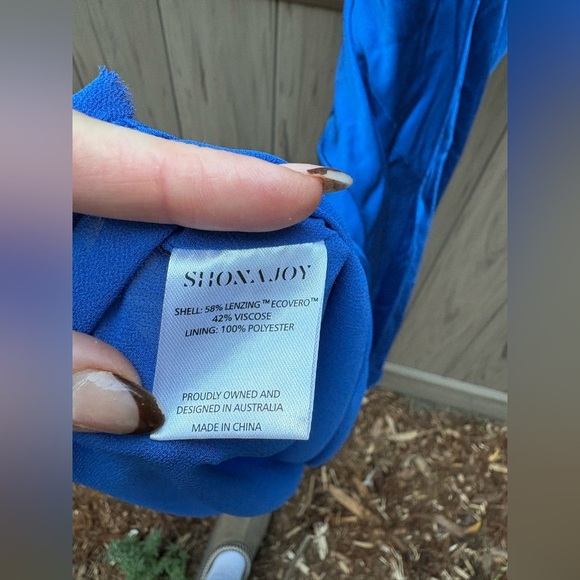 SHONA JOY
SHELL: 58% LENZING™ ECOVERO™
42% VISCOSE
LINING: 100% POLYESTER
PROUDLY OWNED AND
DESIGNED IN AUSTRALIA
MADE IN CHINA